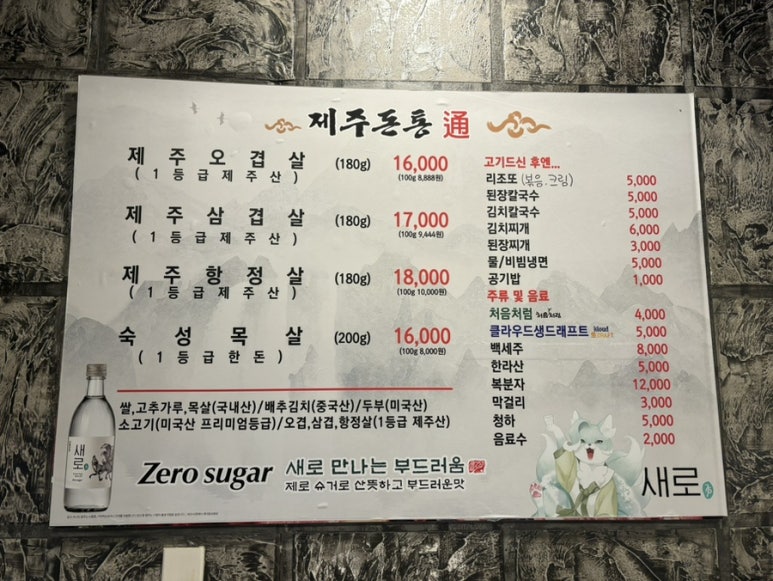 제주돈통 通
제주오겹살 (180g) 16,000
(1등급제주산) (100g 8,888원)
제주삼겹살 (180g) 17,000
(1등급제주산) (100g 9,444원)
제주항정살 (180g) 18,000
(1등급제주산) (100g 10,000원)
숙성목살 (200g) 16,000
(1등급한돈) (100g 8,000원)
쌀,고추가루,목살(국내산)/배추김치(중국산)/두부(미국산)
소고기(미국산 프리미엄등급)/오겹,삼겹,항정살(1등급 제주산)
고기드신 후엔...
리조또 (볶음.크림) 5,000
된장칼국수 5,000
김치칼국수 5,000
김치찌개 6,000
된장찌개 3,000
물/비빔냉면 5,000
공기밥 1,000
주류 및 음료
처음처럼 처음처럼 4,000
클라우드생드래프트 kloud 생드래프트 5,000
백세주 8,000
한라산 5,000
복분자 12,000
막걸리 3,000
청하 5,000
음료수 2,000
새로
Zero sugar 새로 만나는 부드러움
제로 슈거로 산뜻하고 부드러운맛
새로